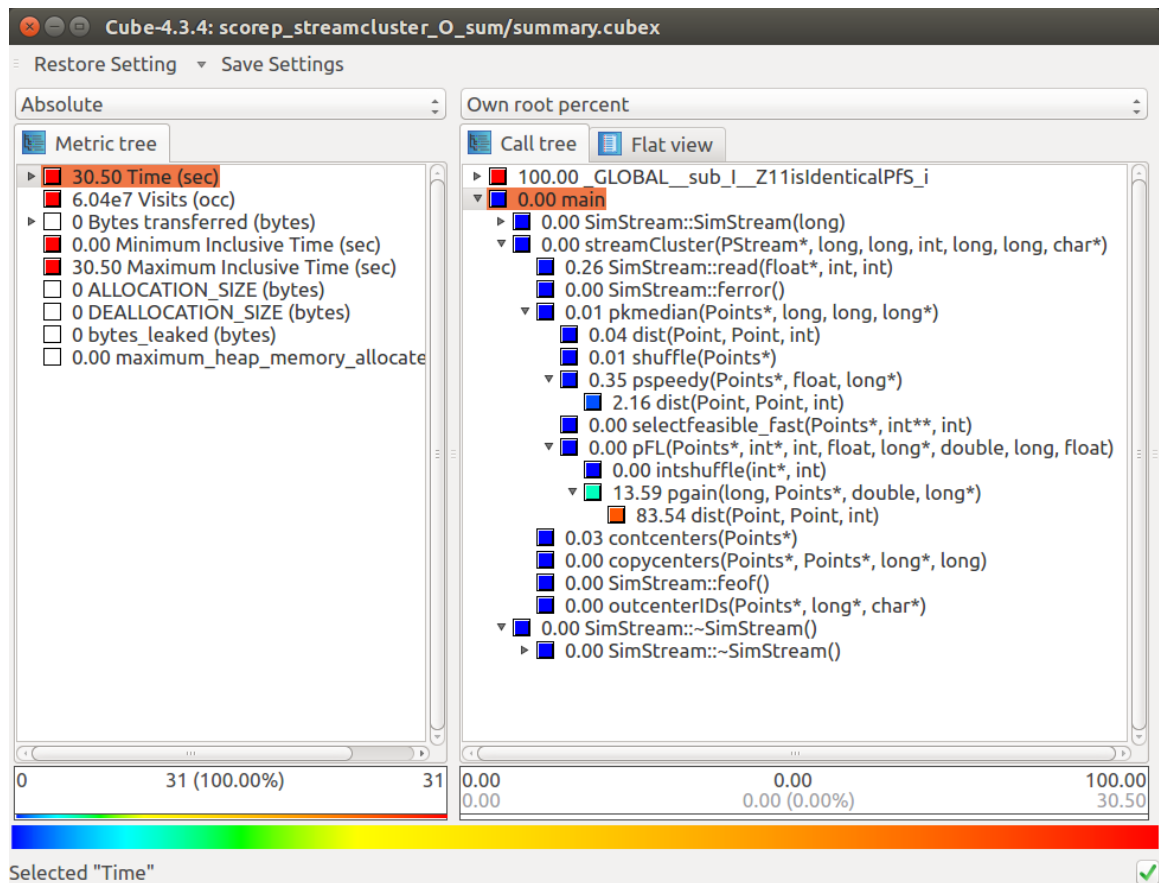 Cube-4.3.4: scorep_streamcluster_O_sum/summary.cubex
Restore Setting Save Settings
Absolute
Metric tree
30.50 Time (sec)
6.04e7 Visits (occ)
0 Bytes transferred (bytes)
0.00 Minimum Inclusive Time (sec)
30.50 Maximum Inclusive Time (sec)
0 ALLOCATION_SIZE (bytes)
0 DEALLOCATION_SIZE (bytes)
0 bytes_leaked (bytes)
0.00 maximum_heap_memory_allocate
0 31 (100.00%) 31
Own root percent
Call tree Flat view
100.00 _GLOBAL__sub_I__Z11isIdenticalPfS_i
0.00 main
0.00 SimStream::SimStream(long)
0.00 streamCluster(PStream*, long, long, int, long, long, char*)
0.26 SimStream::read(float*, int, int)
0.00 SimStream::ferror()
0.01 pkmedian(Points*, long, long, long*)
0.04 dist(Point, Point, int)
0.01 shuffle(Points*)
0.35 pspeedy(Points*, float, long*)
2.16 dist(Point, Point, int)
0.00 selectfeasible_fast(Points*, int**, int)
0.00 pFL(Points*, int*, int, float, long*, double, long, float)
0.00 intshuffle(int*, int)
13.59 pgain(long, Points*, double, long*)
83.54 dist(Point, Point, int)
0.03 contcenters(Points*)
0.00 copycenters(Points*, Points*, long*, long)
0.00 SimStream::feof()
0.00 outcenterIDs(Points*, long*, char*)
0.00 SimStream::~SimStream()
0.00 SimStream::~SimStream()
0.00 0.00 100.00
0.00 0.00 (0.00%) 30.50
Selected "Time"